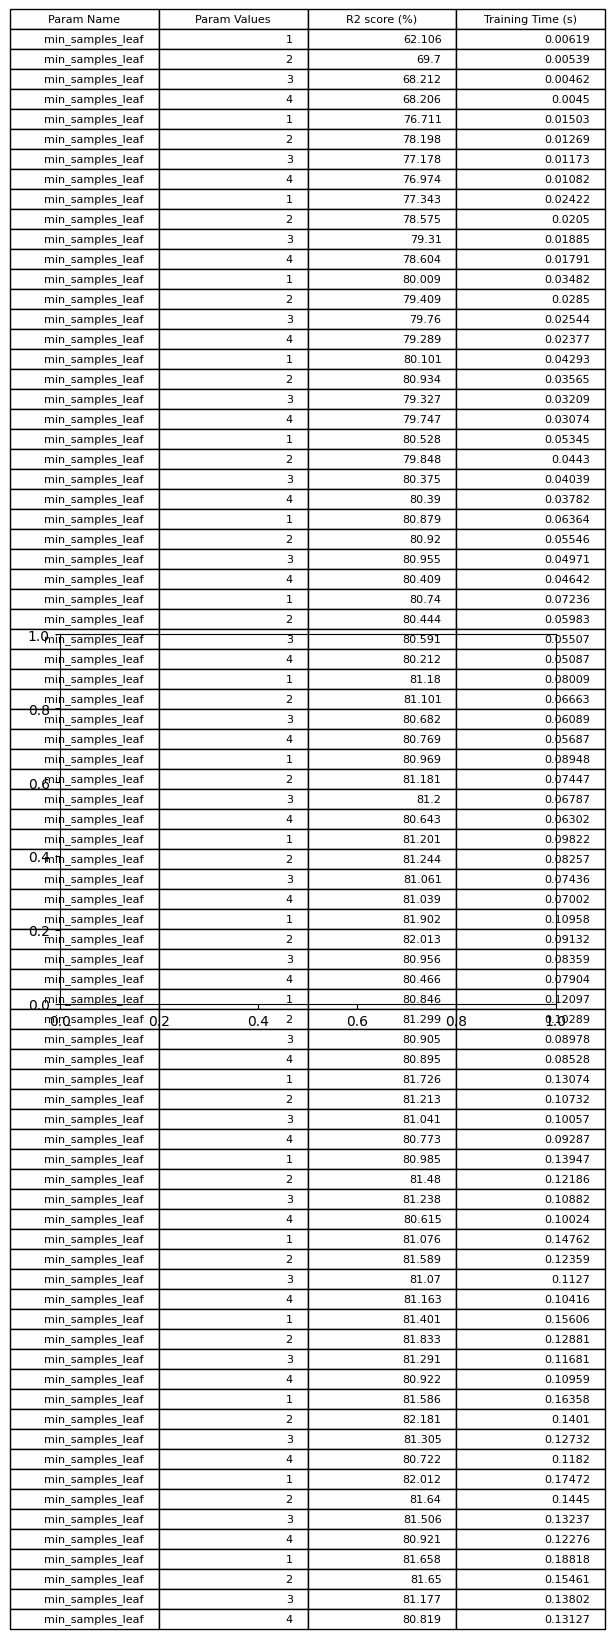 Param Name Param Values R2 score (%) Training Time (s)
min_samples_leaf 1 62.106 0.00619
min_samples_leaf 2 69.7 0.00539
min_samples_leaf 3 68.212 0.00462
min_samples_leaf 4 68.206 0.0045
min_samples_leaf 1 76.711 0.01503
min_samples_leaf 2 78.198 0.01269
min_samples_leaf 3 77.178 0.01173
min_samples_leaf 4 76.974 0.01082
min_samples_leaf 1 77.343 0.02422
min_samples_leaf 2 78.575 0.0205
min_samples_leaf 3 79.31 0.01885
min_samples_leaf 4 78.604 0.01791
min_samples_leaf 1 80.009 0.03482
min_samples_leaf 2 79.409 0.0285
min_samples_leaf 3 79.76 0.02544
min_samples_leaf 4 79.289 0.02377
min_samples_leaf 1 80.101 0.04293
min_samples_leaf 2 80.934 0.03565
min_samples_leaf 3 79.327 0.03209
min_samples_leaf 4 79.747 0.03074
min_samples_leaf 1 80.528 0.05345
min_samples_leaf 2 79.848 0.0443
min_samples_leaf 3 80.375 0.04039
min_samples_leaf 4 80.39 0.03782
min_samples_leaf 1 80.879 0.06364
min_samples_leaf 2 80.92 0.05546
min_samples_leaf 3 80.955 0.04971
min_samples_leaf 4 80.409 0.04642
min_samples_leaf 1 80.74 0.07236
min_samples_leaf 2 80.444 0.05983
1.0 min_samples_leaf 3 80.591 0.05507
min_samples_leaf 4 80.212 0.05087
min_samples_leaf 1 81.18 0.08009
min_samples_leaf 2 81.101 0.06663
0.8 min_samples_leaf 3 80.682 0.06089
min_samples_leaf 4 80.769 0.05687
min_samples_leaf 1 80.969 0.08948
0.6 min_samples_leaf 2 81.181 0.07447
min_samples_leaf 3 81.2 0.06787
min_samples_leaf 4 80.643 0.06302
min_samples_leaf 1 81.201 0.09822
0.4 min_samples_leaf 2 81.244 0.08257
min_samples_leaf 3 81.061 0.07436
min_samples_leaf 4 81.039 0.07002
min_samples_leaf 1 81.902 0.10958
0.2 min_samples_leaf 2 82.013 0.09132
min_samples_leaf 3 80.956 0.08359
min_samples_leaf 4 80.466 0.07904
0.0 min_samples_leaf 1 80.846 0.12097
min_samples_leaf 2 81.299 0.10289
0.0 0.2 0.4 0.6 0.8 1.0
min_samples_leaf 3 80.905 0.08978
min_samples_leaf 4 80.895 0.08528
min_samples_leaf 1 81.726 0.13074
min_samples_leaf 2 81.213 0.10732
min_samples_leaf 3 81.041 0.10057
min_samples_leaf 4 80.773 0.09287
min_samples_leaf 1 80.985 0.13947
min_samples_leaf 2 81.48 0.12186
min_samples_leaf 3 81.238 0.10882
min_samples_leaf 4 80.615 0.10024
min_samples_leaf 1 81.076 0.14762
min_samples_leaf 2 81.589 0.12359
min_samples_leaf 3 81.07 0.1127
min_samples_leaf 4 81.163 0.10416
min_samples_leaf 1 81.401 0.15606
min_samples_leaf 2 81.833 0.12881
min_samples_leaf 3 81.291 0.11681
min_samples_leaf 4 80.922 0.10959
min_samples_leaf 1 81.586 0.16358
min_samples_leaf 2 82.181 0.1401
min_samples_leaf 3 81.305 0.12732
min_samples_leaf 4 80.722 0.1182
min_samples_leaf 1 82.012 0.17472
min_samples_leaf 2 81.64 0.1445
min_samples_leaf 3 81.506 0.13237
min_samples_leaf 4 80.921 0.12276
min_samples_leaf 1 81.658 0.18818
min_samples_leaf 2 81.65 0.15461
min_samples_leaf 3 81.177 0.13802
min_samples_leaf 4 80.819 0.13127